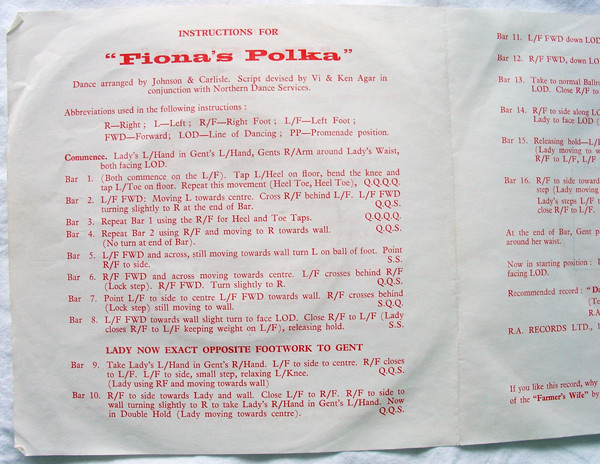 INSTRUCTIONS FOR
"Fiona's Polka"
Dance arranged by Johnson & Carlisle. Script devised by Vi & Ken Agar in
conjunction with Northern Dance Services.
Abbreviations used in the following instructions :
R—Right ; L—Left ; R/F—Right Foot ; L/F—Left Foot ;
FWD—Forward; LOD—Line of Dancing ; PP—Promenade position.
Commence. Lady's L/Hand in Gent's L/Hand, Gents R/Arm around Lady's Waist,
both facing LOD.
Bar 1. (Both commence on the L/F). Tap L/Heel on floor, bend the knee and
tap L/Toe on floor. Repeat this movement (Heel Toe, Heel Toe), Q.Q.Q.Q.
Bar 2. L/F FWD: Moving L towards centre. Cross R/F behind L/F. L/F FWD
turning slightly to R at the end of Bar. Q.Q.S.
Bar 3. Repeat Bar 1 using the R/F for Heel and Toe Taps. Q.Q.Q.Q.
Bar 4. Repeat Bar 2 using R/F and moving to R towards wall. Q.Q.S.
(No turn at end of Bar).
Bar 5. L/F FWD and across, still moving towards wall turn L on ball of foot. Point
R/F to side. S.S.
Bar 6. R/F FWD and across moving towards centre. L/F crosses behind R/F
(Lock step). R/F FWD. Turn slightly to R. Q.Q.S.
Bar 7. Point L/F to side to centre L/F FWD towards wall. R/F crosses behind
(Lock step) still moving to wall. S.Q.Q.
Bar 8. L/F FWD towards wall slight turn to face LOD. Close R/F to L/F (Lady
closes R/F to L/F keeping weight on L/F), releasing hold. S.S.
LADY NOW EXACT OPPOSITE FOOTWORK TO GENT
Bar 9. Take Lady's L/Hand in Gent's R/Hand. L/F to side to centre. R/F closes
to L/F. L/F to side, small step, relaxing L/Knee. Q.Q.S.
(Lady using RF and moving towards wall)
Bar 10. R/F to side towards Lady and wall. Close L/F to R/F. R/F to side to
wall turning slightly to R to take Lady's R/Hand in Gent's L/Hand. Now
in Double Hold (Lady moving towards centre). Q.Q.S.
Bar 11. L/F FWD down LOD
Bar 12. R/F FWD, down LO
Bar 13. Take to normal Ballr
LOD. Close R/F to
Bar 14. R/F to side along LO
Lady to face LOD (
Bar 15. Releasing hold—L/
(Lady moving to w
R/F to L/F, L/F
Bar 16. R/F to side toward
step (Lady moving
Lady's steps L/F t
close R/F to L/F.
At the end of Bar, Gent p
around her waist.
Now in starting position : L
facing LOD.
Recommended record : "Da
(Te
R.A
R.A. RECORDS LTD., 1
If you like this record, why
of the "Farmer's Wife" by